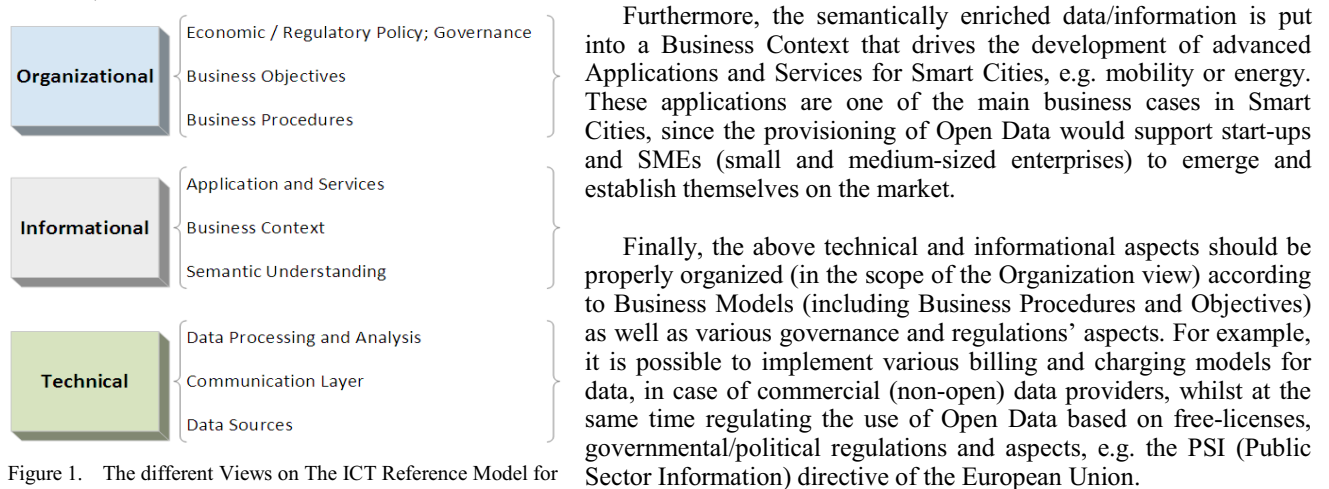 Organizational
Economic / Regulatory Policy; Governance
Business Objectives
Business Procedures
Informational
Application and Services
Business Context
Semantic Understanding
Technical
Data Processing and Analysis
Communication Layer
Data Sources
Figure 1. The different Views on The ICT Reference Model for
Furthermore, the semantically enriched data/information is put
into a Business Context that drives the development of advanced
Applications and Services for Smart Cities, e.g. mobility or energy.
These applications are one of the main business cases in Smart
Cities, since the provisioning of Open Data would support start-ups
and SMEs (small and medium-sized enterprises) to emerge and
establish themselves on the market.
Finally, the above technical and informational aspects should be
properly organized (in the scope of the Organization view) according
to Business Models (including Business Procedures and Objectives)
as well as various governance and regulations’ aspects. For example,
it is possible to implement various billing and charging models for
data, in case of commercial (non-open) data providers, whilst at the
same time regulating the use of Open Data based on free-licenses,
governmental/political regulations and aspects, e.g. the PSI (Public
Sector Information) directive of the European Union.